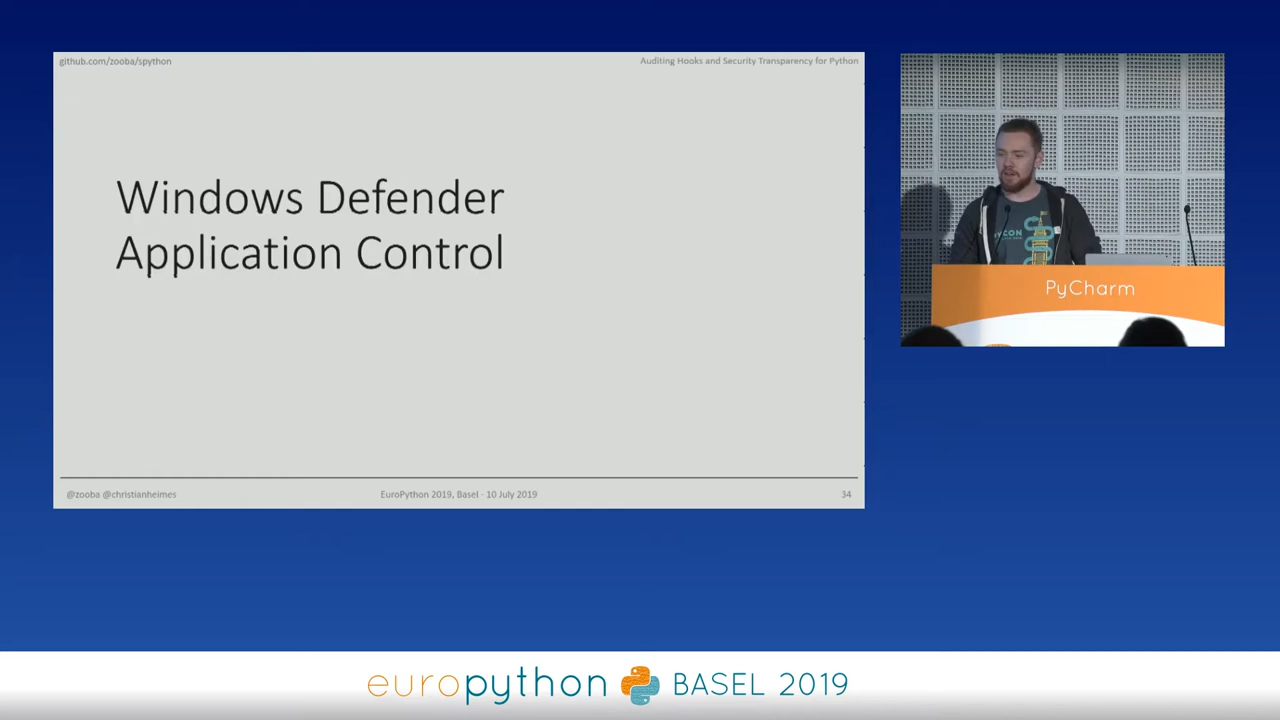 github.com/zooba/spython
Auditing Hooks and Security Transparency for Python
Windows Defender
Application Control
@zooba @christianheimes
EuroPython 2019, Basel · 10 July 2019
34
PyCharm
europython BASEL 2019